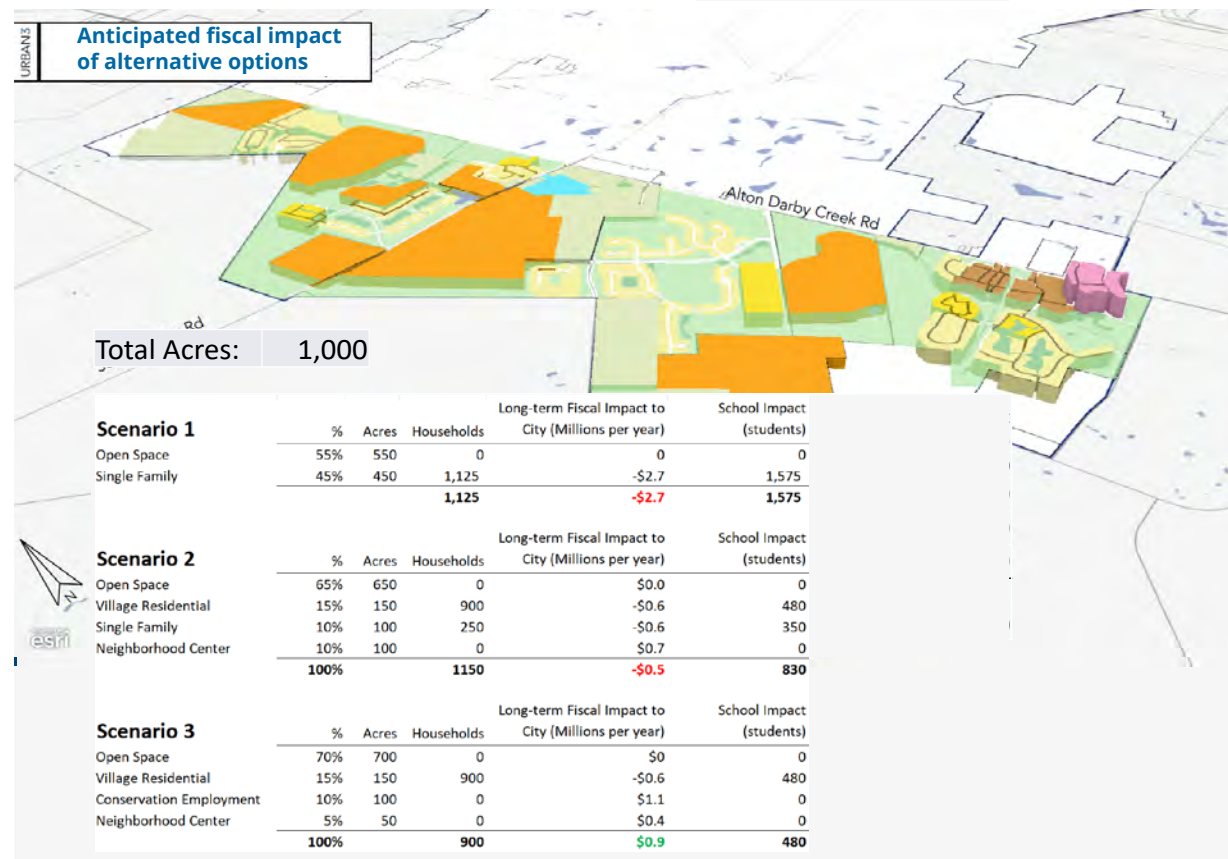 URBAN3
Anticipated fiscal impact
of alternative options
Alton Darby Creek Rd
Rd
Total Acres: 1,000
Long-term Fiscal Impact to School Impact
Scenario 1 % Acres Households City (Millions per year) (students)
Open Space 55% 550 0 0 0
Single Family 45% 450 1,125 -$2.7 1,575
1,125 -$2.7 1,575
Long-term Fiscal Impact to School Impact
Scenario 2 % Acres Households City (Millions per year) (students)
Open Space 65% 650 0 $0.0 0
Village Residential 15% 150 900 -$0.6 480
Single Family 10% 100 250 -$0.6 350
Neighborhood Center 10% 100 0 $0.7 0
100% 1150 -$0.5 830
Long-term Fiscal Impact to School Impact
Scenario 3 % Acres Households City (Millions per year) (students)
Open Space 70% 700 0 $0 0
Village Residential 15% 150 900 -$0.6 480
Conservation Employment 10% 100 0 $1.1 0
Neighborhood Center 5% 50 0 $0.4 0
100% 900 $0.9 480
N
esri